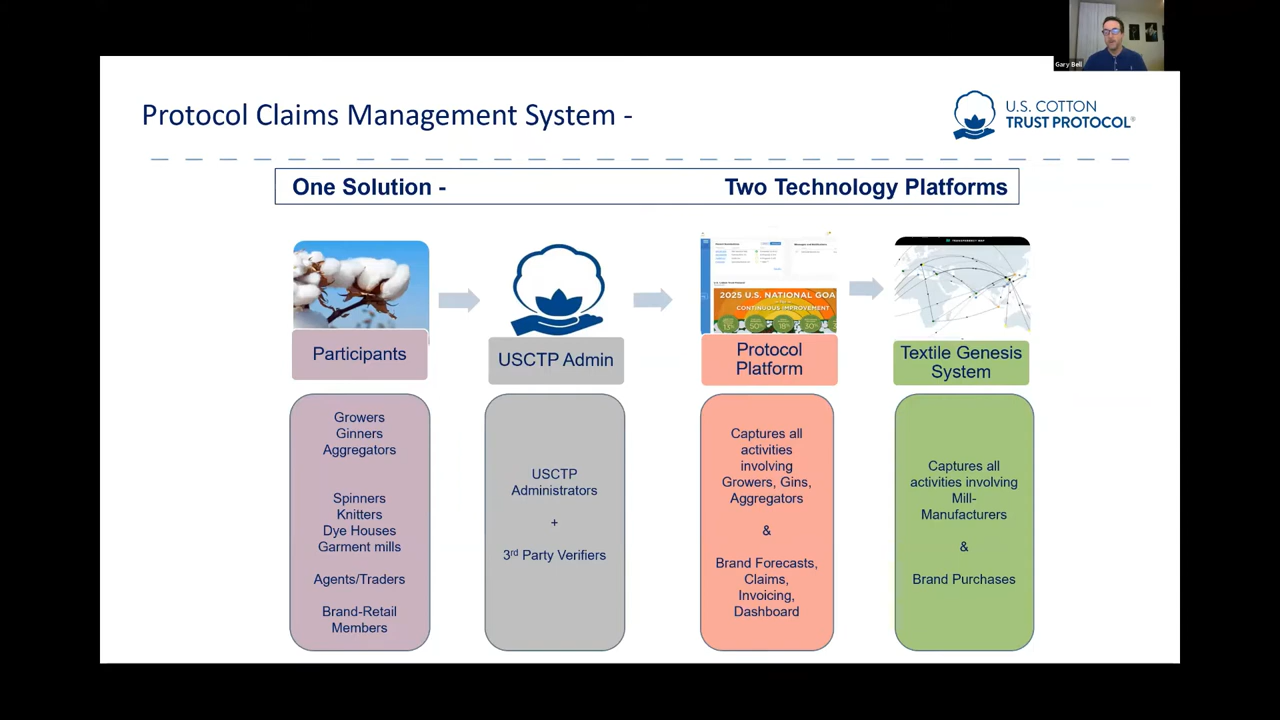 Gary Bell
Protocol Claims Management System -
U.S. COTTON
TRUST PROTOCOL®
One Solution -
Two Technology Platforms
2025 U.S. NATIONAL GOA
CONTINUOUS IMPROVEMENT
Participants
USCTP Admin
Protocol
Platform
Textile Genesis
System
Growers
Ginners
Aggregators
Spinners
Knitters
Dye Houses
Garment mills
Agents/Traders
Brand-Retail
Members
USCTP
Administrators
+
3rd Party Verifiers
Captures all
activities
involving
Growers, Gins,
Aggregators
&
Brand Forecasts,
Claims,
Invoicing,
Dashboard
Captures all
activities involving
Mill-
Manufacturers
&
Brand Purchases